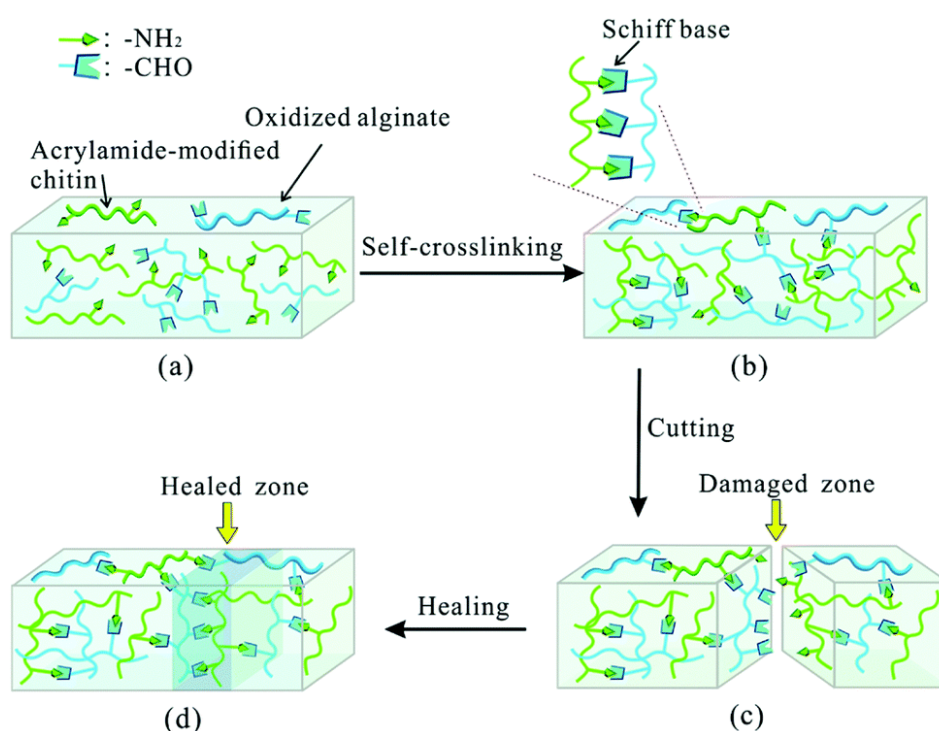 : -NH₂
: -CHO
Schiff base
Oxidized alginate
Acrylamide-modified
chitin
Self-crosslinking
(a)
(b)
Cutting
Healed zone
Damaged zone
Healing
(d)
(c)